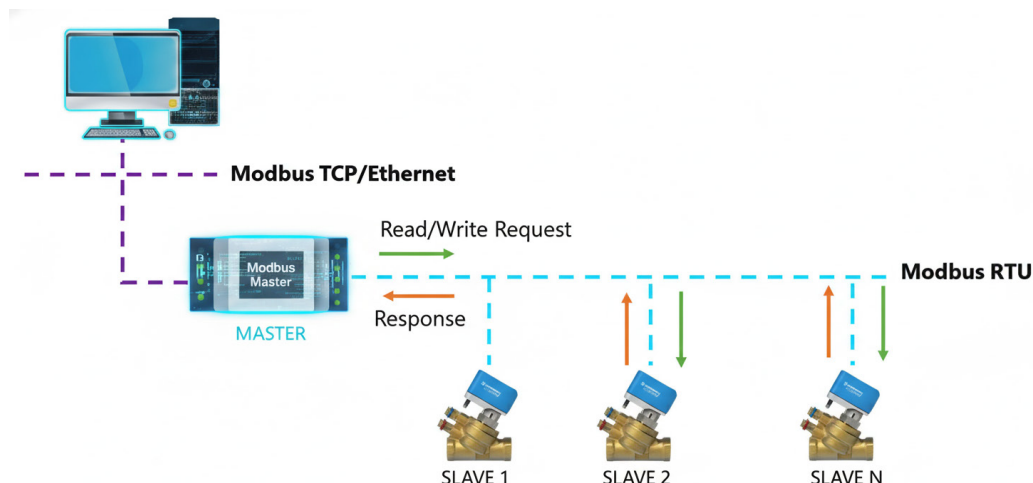 Modbus TCP/Ethernet
Read/Write Request
Modbus
Master
Modbus RTU
Response
MASTER
SLAVE 1
SLAVE 2
SLAVE N